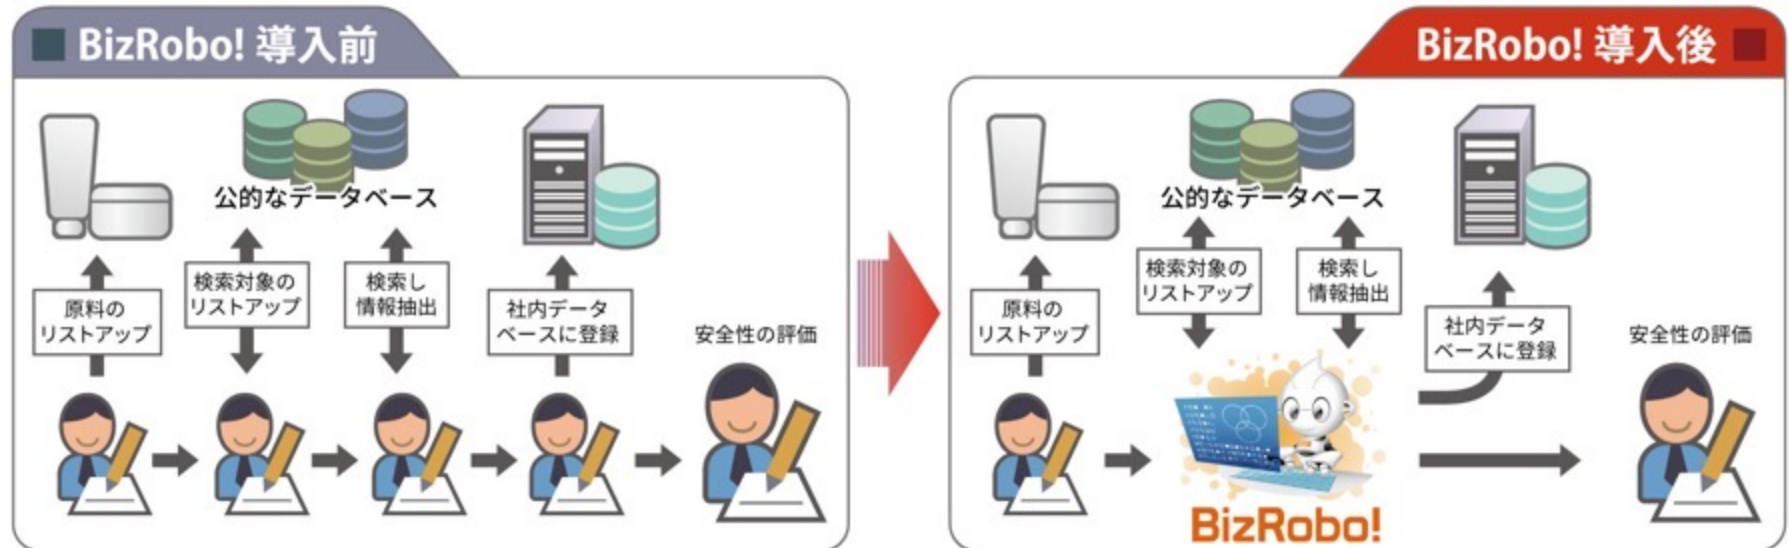 BizRobo! 導入前
公的なデータベース
原料の
リストアップ
検索対象の
リストアップ
検索し
情報抽出
社内データ
ベースに登録
安全性の評価
BizRobo! 導入後
公的なデータベース
原料の
リストアップ
検索対象の
リストアップ
検索し
情報抽出
社内データ
ベースに登録
安全性の評価
BizRobo!